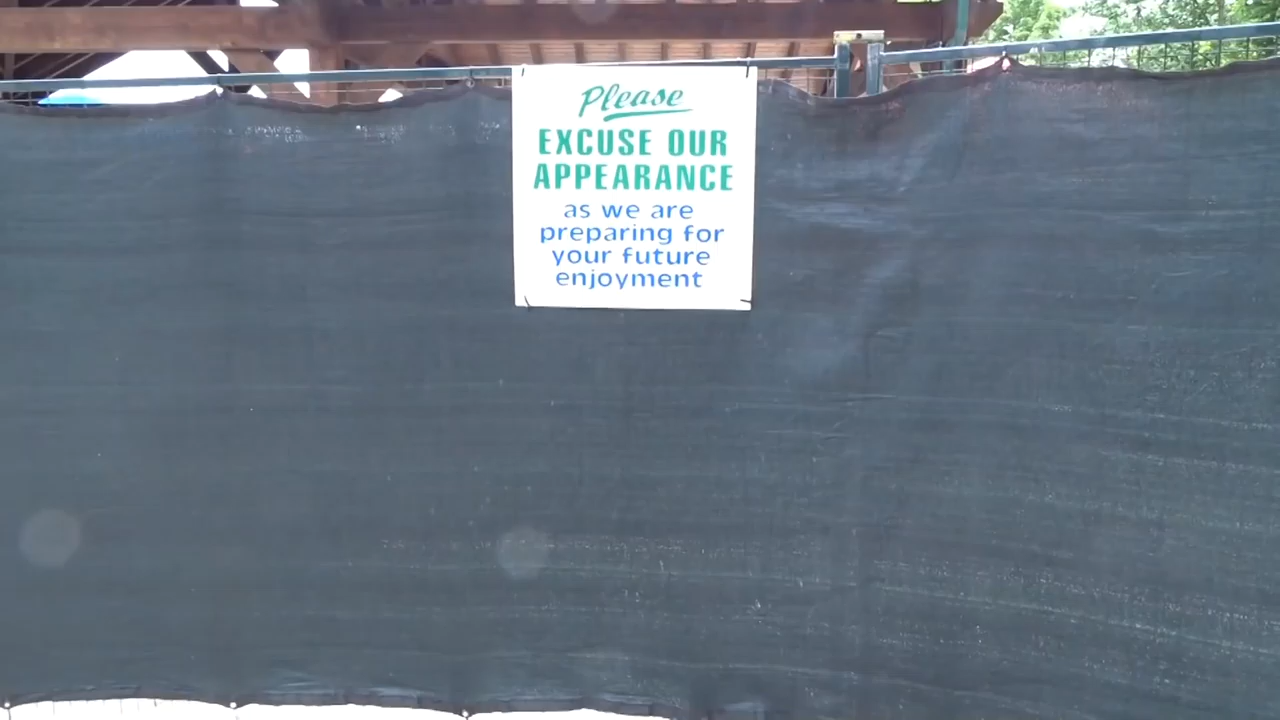 Please
EXCUSE OUR
APPEARANCE
as we are
preparing for
your future
enjoyment